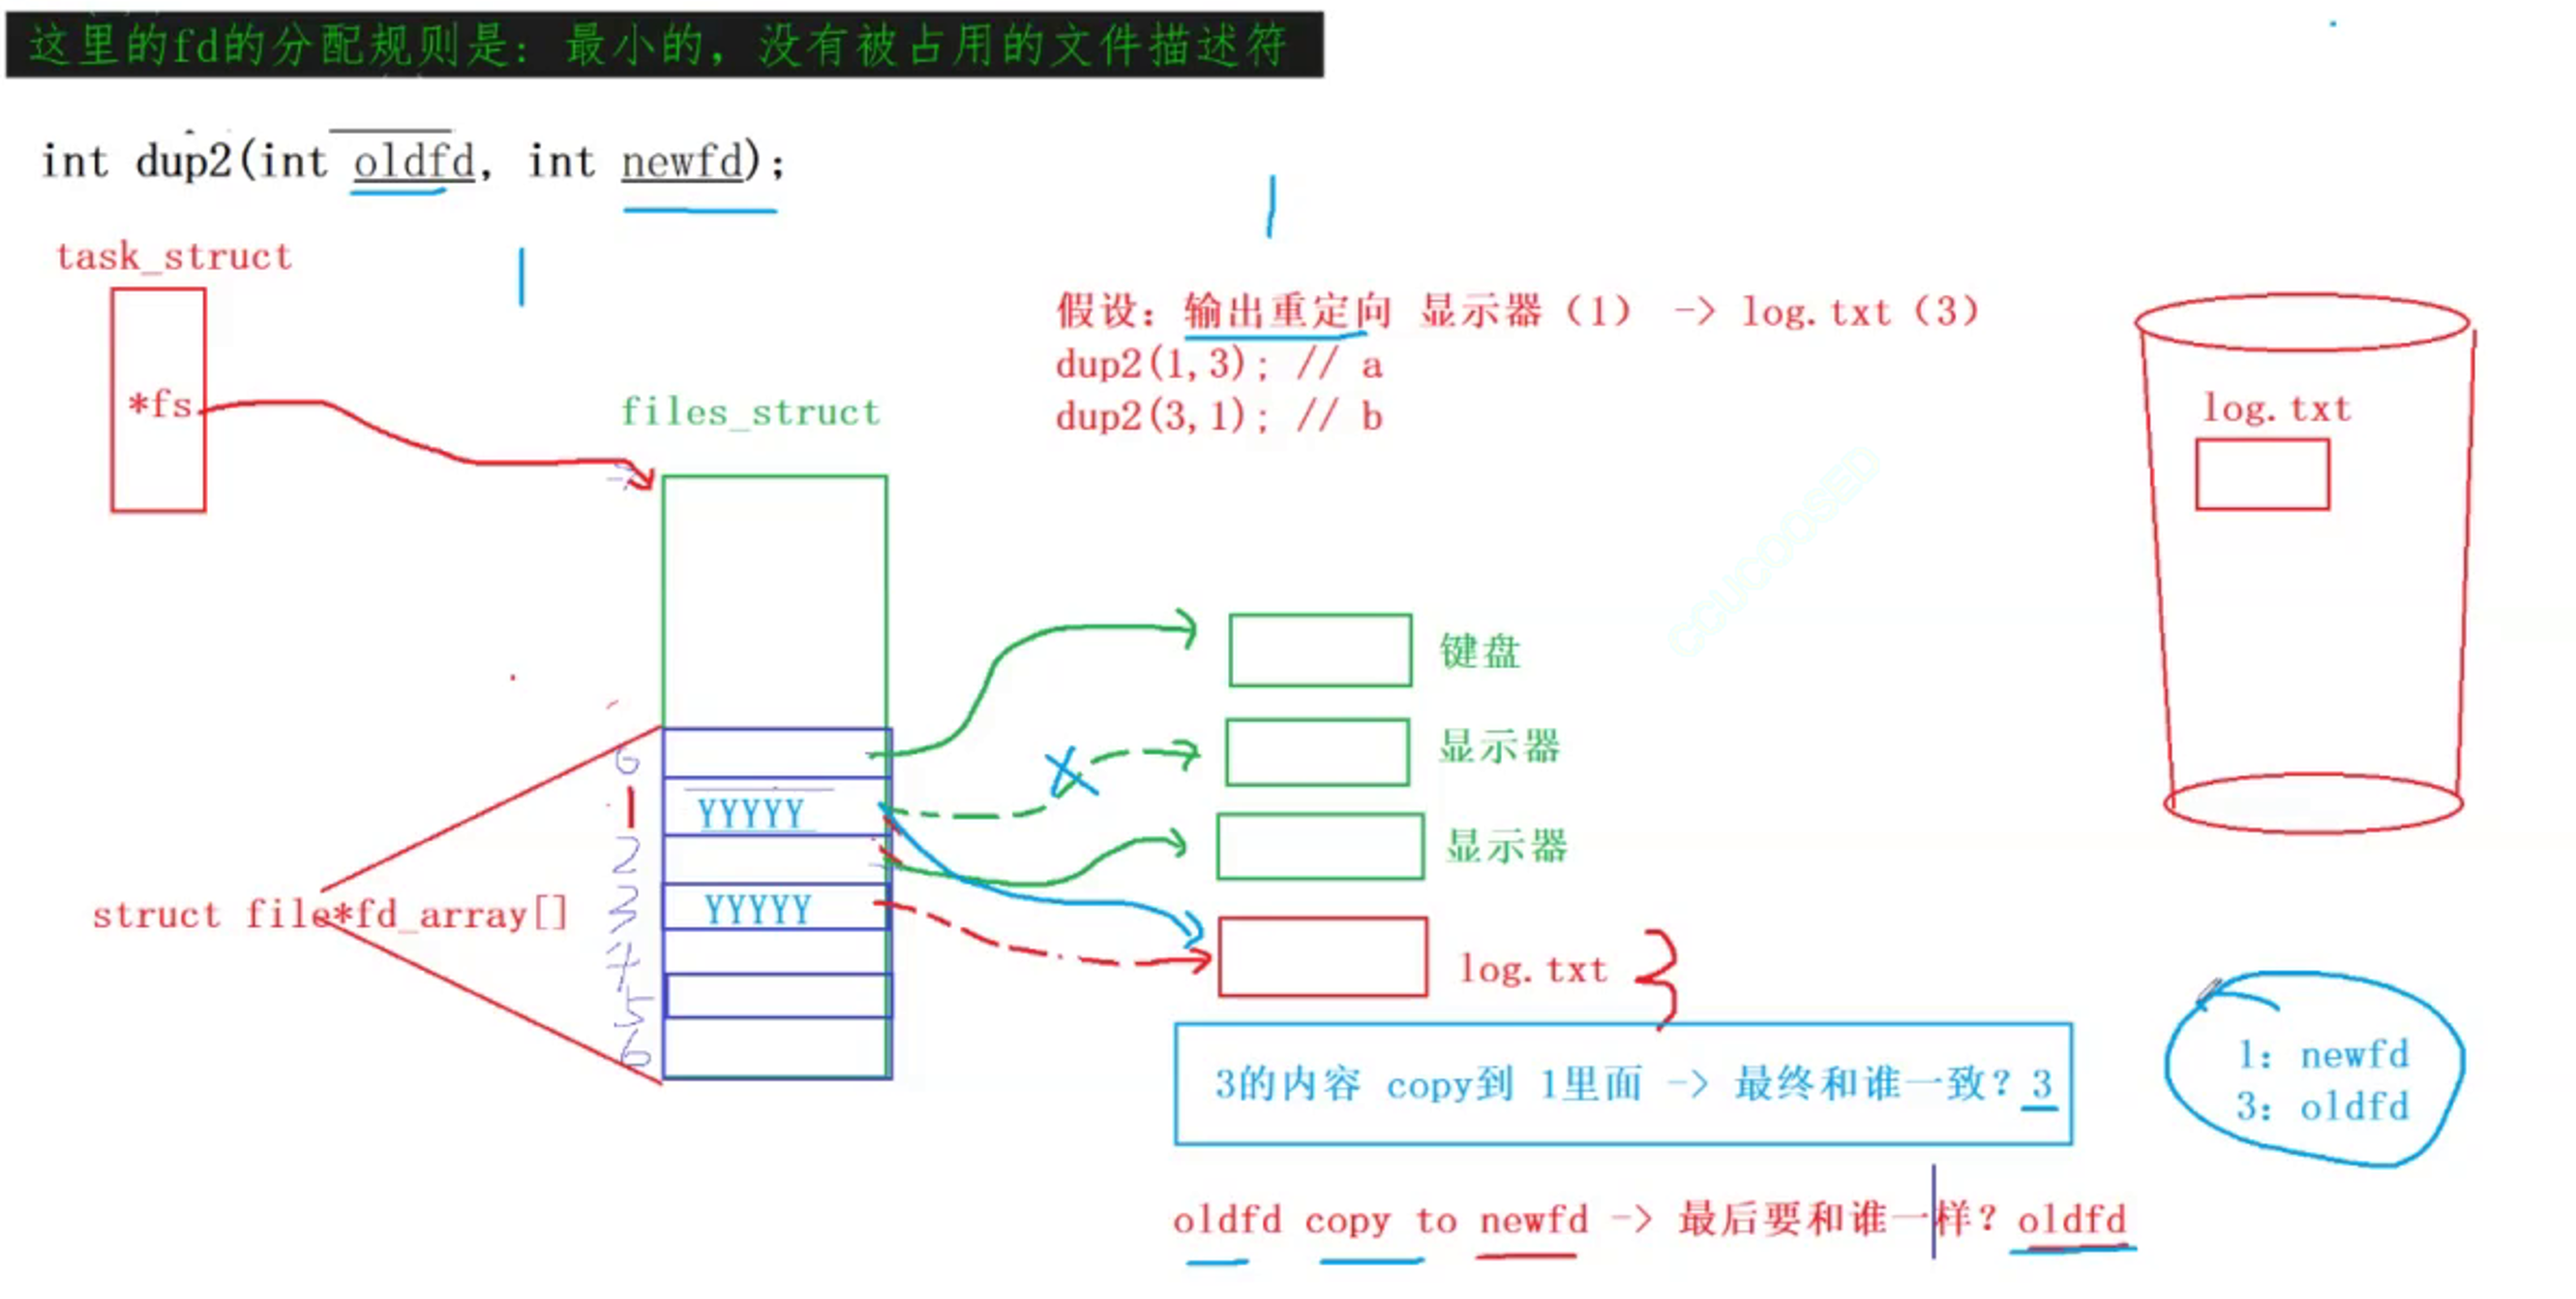 这里的fd的分配规则是：最小的，没有被占用的文件描述符
int dup2(int oldfd, int newfd);
task_struct
*fs
files_struct
假设：输出重定向 显示器（1） -> log.txt（3）
dup2(1,3); // a
dup2(3,1); // b
log.txt
键盘
0
显示器
1
YYYYY
显示器
2
struct file*fd_array[]
3
YYYYY
log.txt
4
5
6
3的内容 copy到 1里面 -> 最终和谁一致？3
1: newfd
3: oldfd
oldfd copy to newfd -> 最后要和谁一样？oldfd
CCUCOOSED